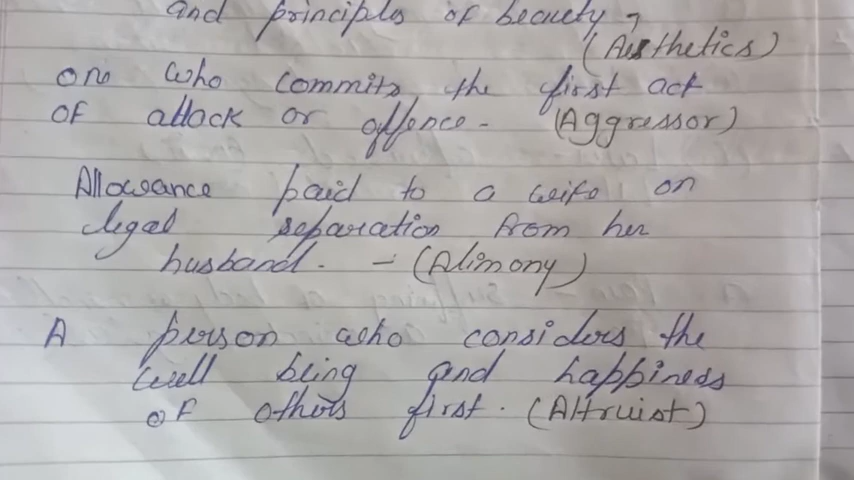 and principles of beauty,
(Aesthetics)
one who commits the first act
of attack or offence- (Aggressor)
Allowance paid to a wife on
legal separation from her
husband. - (Alimony)
A person who considers the
well being and happiness
of others first. (Altruist)